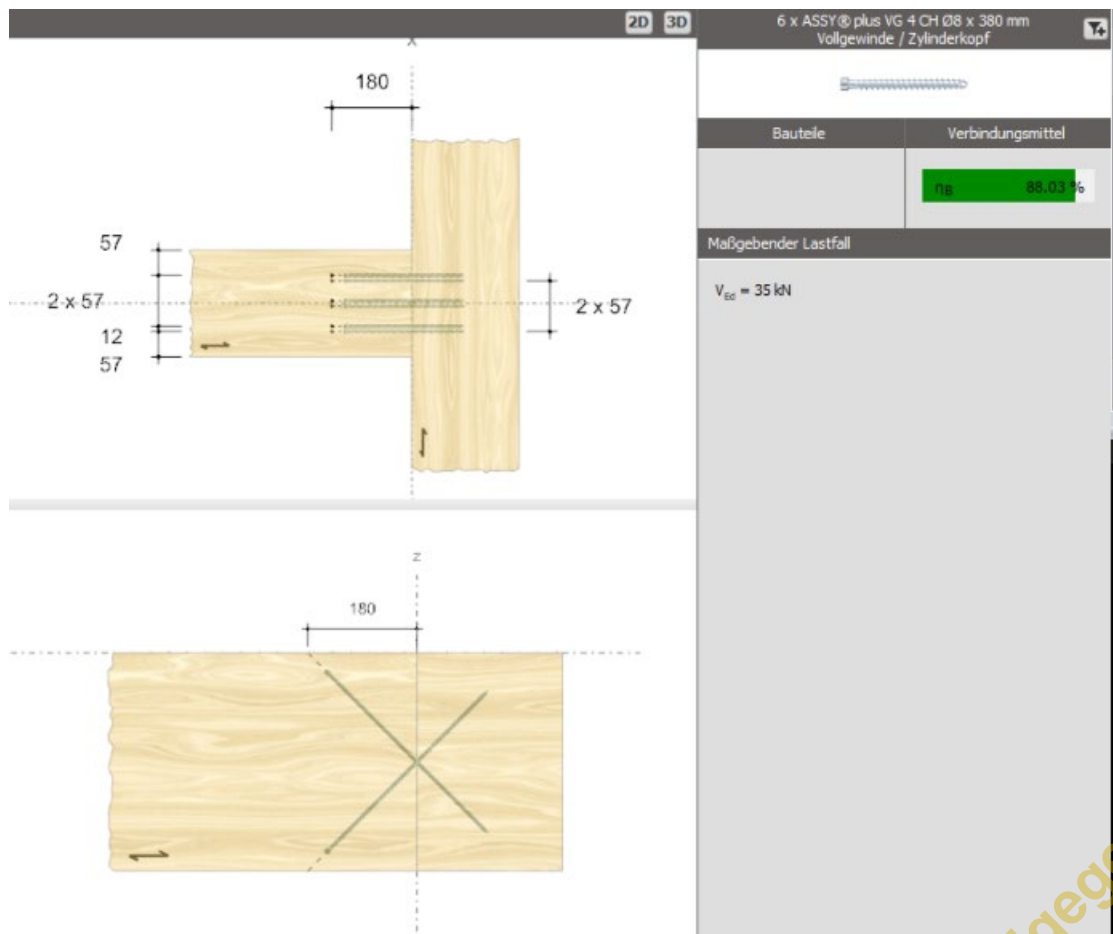 2D 3D
6 x ASSY® plus VG 4 CH Ø8 x 380 mm
Vollgewinde / Zylinderkopf
X
180
Bauteile Verbindungsmittel
ηB 88.03 %
57
2 x 57
12
57
2 x 57
Maßgebender Lastfall
VEd = 35 kN
z
180